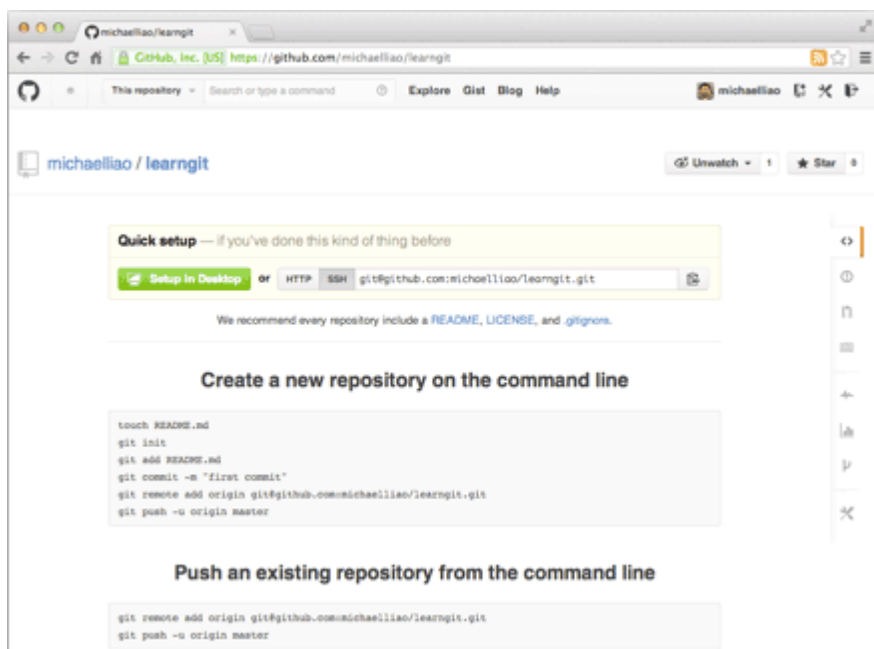 michaelliao/learngit
GitHub, Inc. [US] https://github.com/michaelliao/learngit
This repository Search or type a command Explore Gist Blog Help michaelliao
michaelliao / learngit Unwatch 1 Star 0
Quick setup — if you've done this kind of thing before
Setup in Desktop or HTTP SSH git@github.com:michaelliao/learngit.git
We recommend every repository include a README, LICENSE, and .gitignore.
Create a new repository on the command line
touch README.md
git init
git add README.md
git commit -m "first commit"
git remote add origin git@github.com:michaelliao/learngit.git
git push -u origin master
Push an existing repository from the command line
git remote add origin git@github.com:michaelliao/learngit.git
git push -u origin master